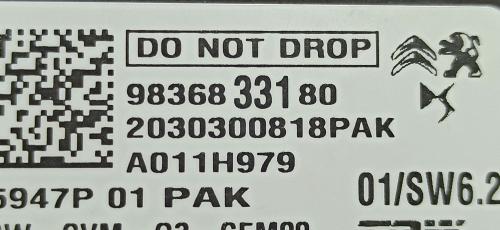 DO NOT DROP
98368 331 80
2030300818PAK
A011H979
5947P 01 PAK
01/SW6.2